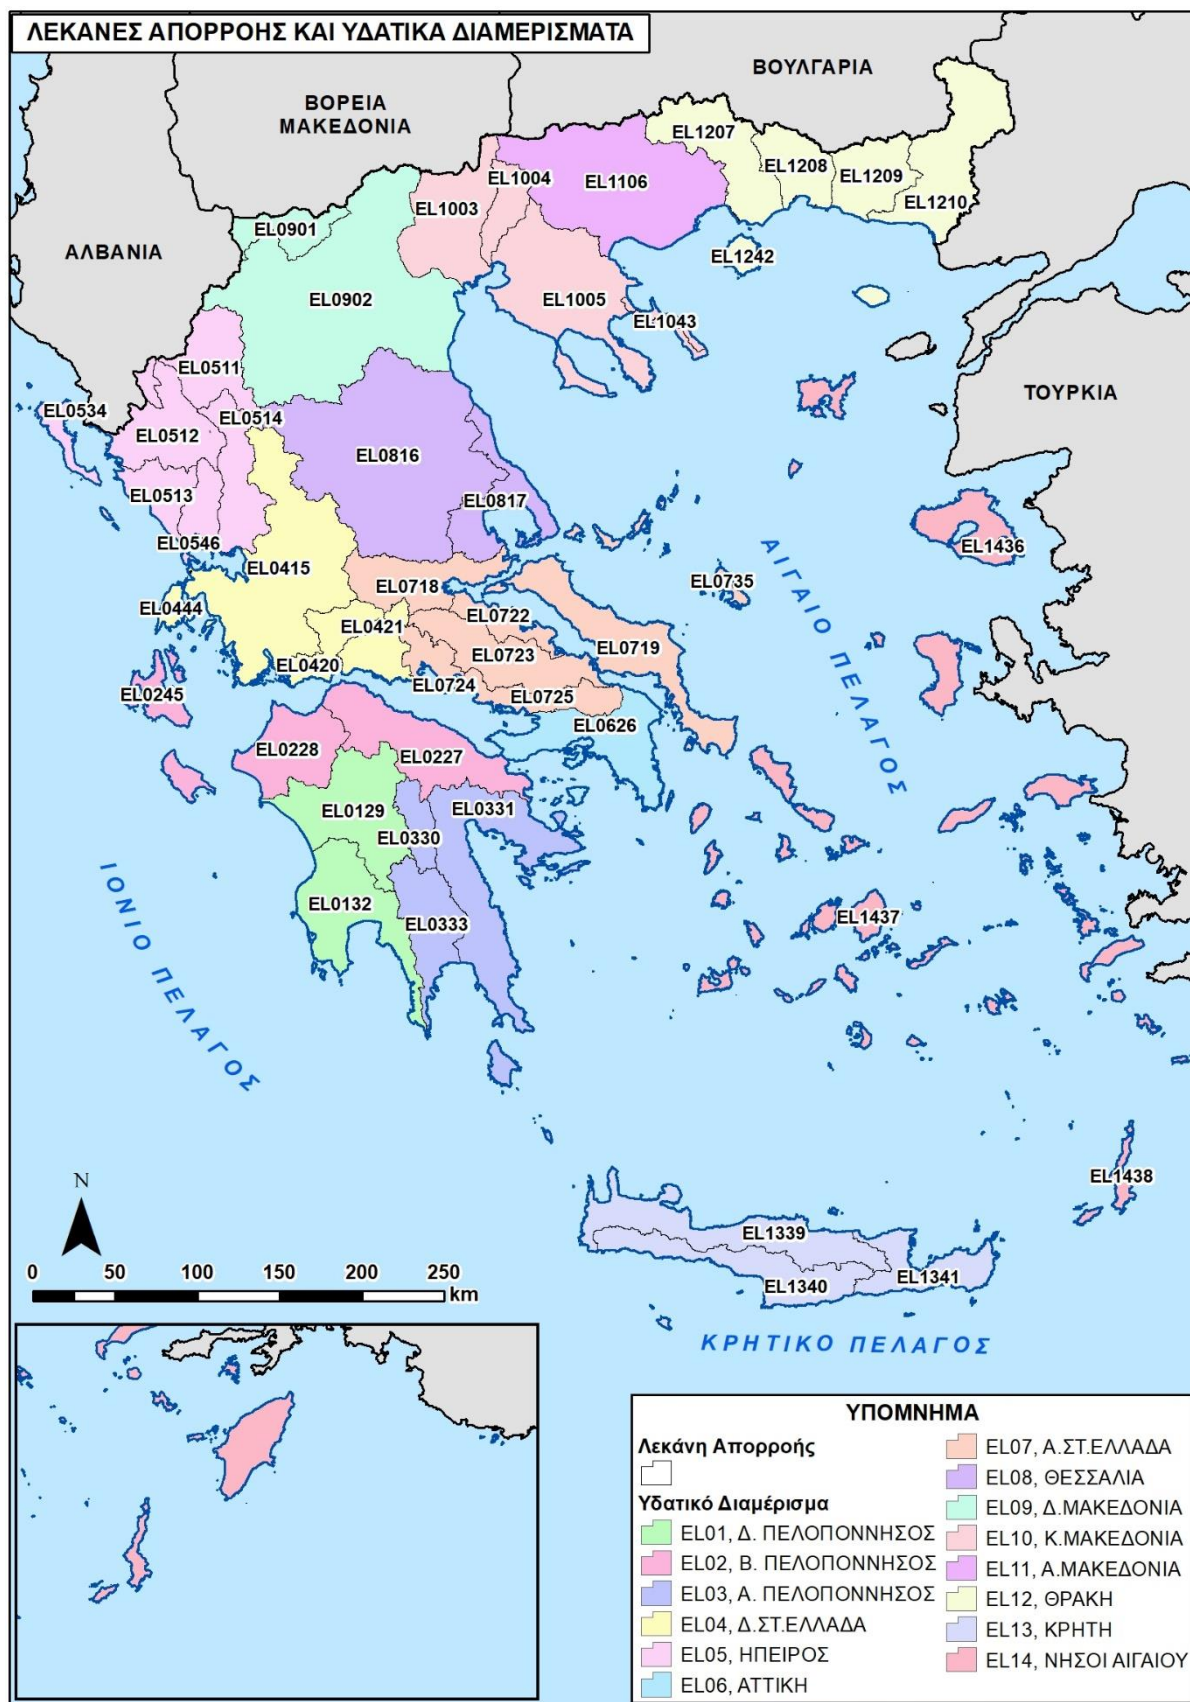 ΛΕΚΑΝΕΣ ΑΠΟΡΡΟΗΣ ΚΑΙ ΥΔΑΤΙΚΑ ΔΙΑΜΕΡΙΣΜΑΤΑ
ΒΟΥΛΓΑΡΙΑ
ΒΟΡΕΙΑ
ΜΑΚΕΔΟΝΙΑ
ΑΛΒΑΝΙΑ
ΤΟΥΡΚΙΑ
EL1207
EL1208
EL1209
EL1210
EL1004
EL1106
EL1003
EL0901
EL1242
EL0902
EL1005
EL1043
EL0511
EL0534
EL0514
EL0512
EL0816
EL0513
EL0817
EL0546
EL1436
EL0415
EL0718
EL0735
EL0444
EL0722
EL0421
EL0723
EL0719
EL0420
EL0724
EL0725
EL0245
EL0626
EL0228
EL0227
EL0129
EL0331
EL0330
EL0132
EL0333
EL1437
EL1438
EL1339
EL1340
EL1341
ΑΙΓΑΙΟ ΠΕΛΑΓΟΣ
ΙΟΝΙΟ ΠΕΛΑΓΟΣ
ΚΡΗΤΙΚΟ ΠΕΛΑΓΟΣ
N
0 50 100 150 200 250
km
ΥΠΟΜΝΗΜΑ
Λεκάνη Απορροής
Υδατικό Διαμέρισμα
EL01, Δ. ΠΕΛΟΠΟΝΝΗΣΟΣ
EL02, Β. ΠΕΛΟΠΟΝΝΗΣΟΣ
EL03, Α. ΠΕΛΟΠΟΝΝΗΣΟΣ
EL04, Δ.ΣΤ.ΕΛΛΑΔΑ
EL05, ΗΠΕΙΡΟΣ
EL06, ΑΤΤΙΚΗ
EL07, Α.ΣΤ.ΕΛΛΑΔΑ
EL08, ΘΕΣΣΑΛΙΑ
EL09, Δ.ΜΑΚΕΔΟΝΙΑ
EL10, Κ.ΜΑΚΕΔΟΝΙΑ
EL11, Α.ΜΑΚΕΔΟΝΙΑ
EL12, ΘΡΑΚΗ
EL13, ΚΡΗΤΗ
EL14, ΝΗΣΟΙ ΑΙΓΑΙΟΥ